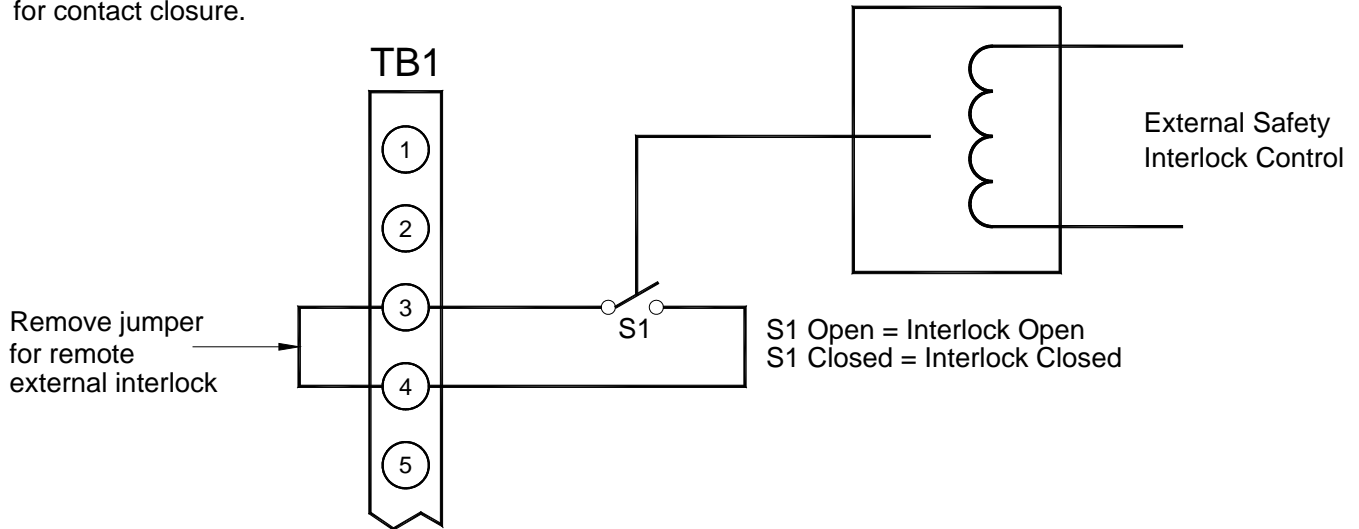 for contact closure.
TB1
1
2
3
4
5
External Safety
Interlock Control
Remove jumper
for remote
external interlock
S1
S1 Open = Interlock Open
S1 Closed = Interlock Closed